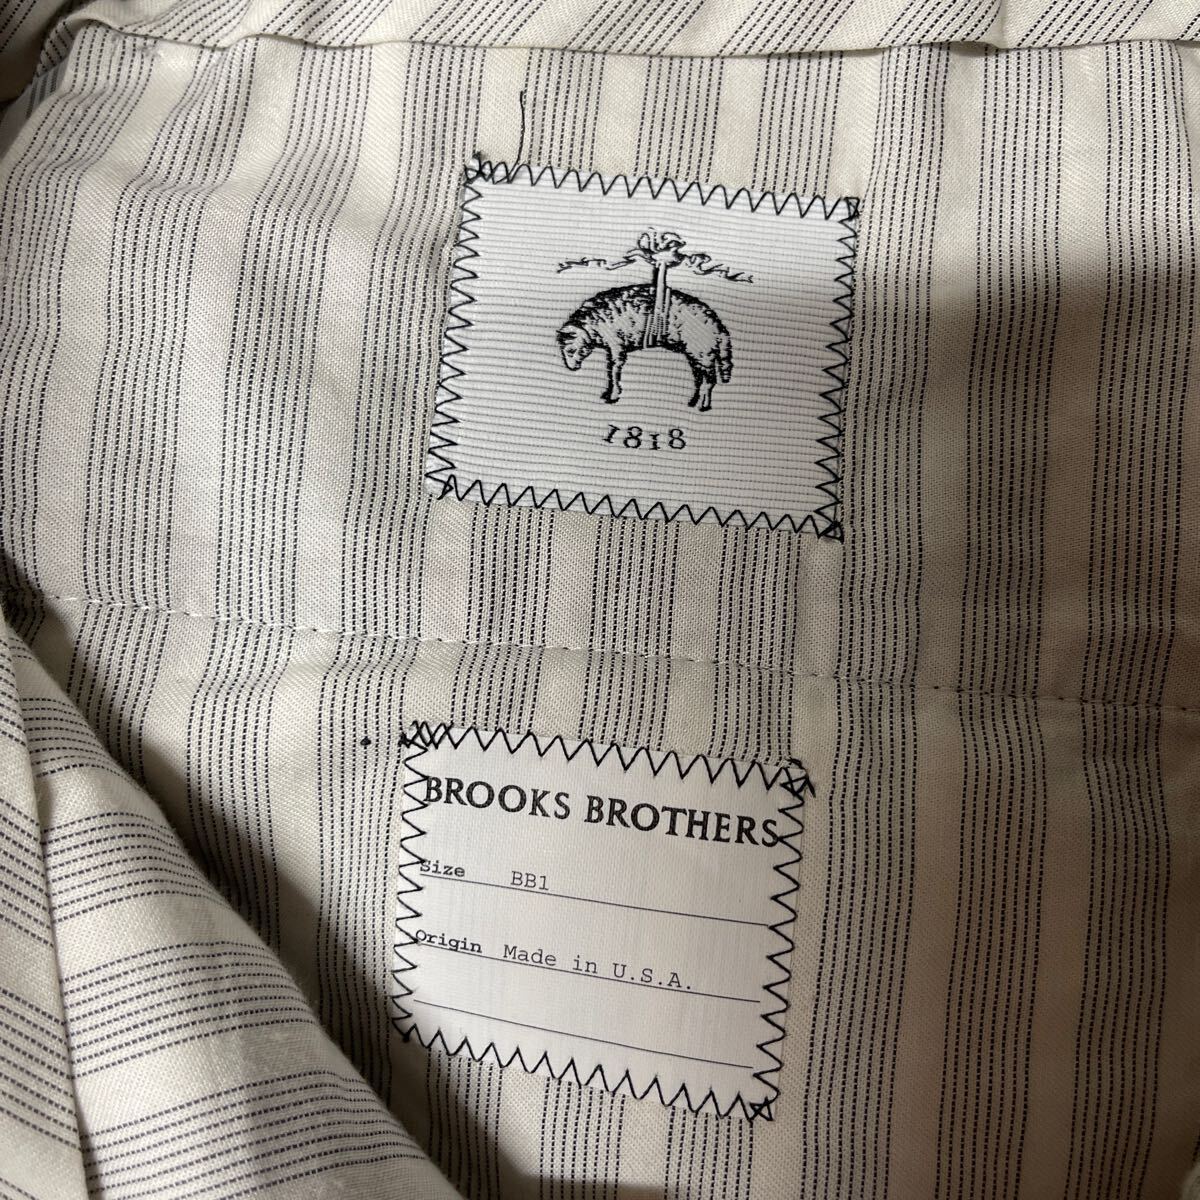 1818
BROOKS BROTHERS
Size BB1
Origin Made in U.S.A.